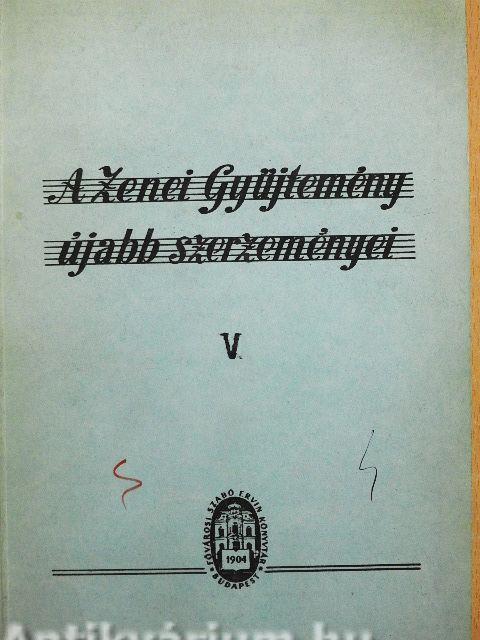 A Zenei Gyűjtemény
újabb szerzeményei
V
FŐVÁROSI SZABÓ ERVIN KÖNYVTÁR
1904
BUDAPEST
Antikvárium.hu